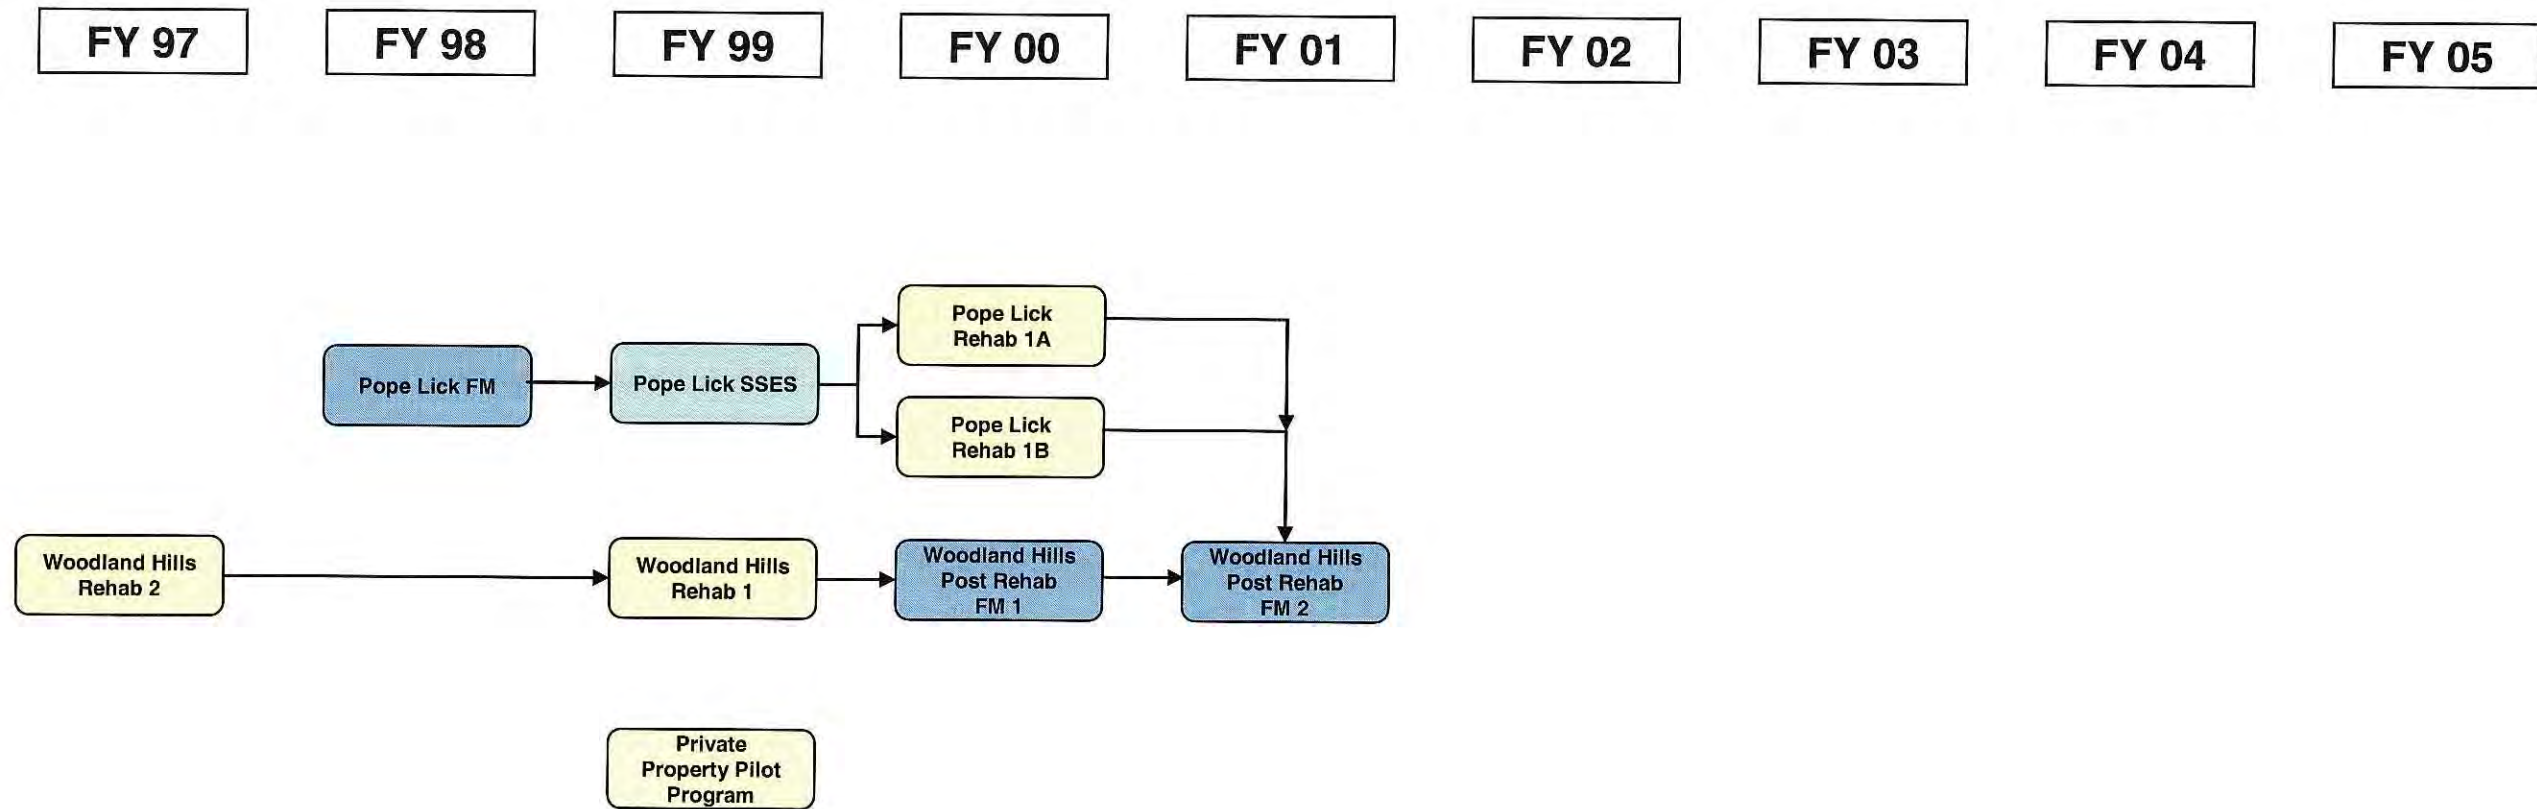 FY 97
FY 98
FY 99
FY 00
FY 01
FY 02
FY 03
FY 04
FY 05
Pope Lick
Rehab 1A
Pope Lick FM
Pope Lick SSES
Pope Lick
Rehab 1B
Woodland Hills
Rehab 2
Woodland Hills
Rehab 1
Woodland Hills
Post Rehab
FM 1
Woodland Hills
Post Rehab
FM 2
Private
Property Pilot
Program